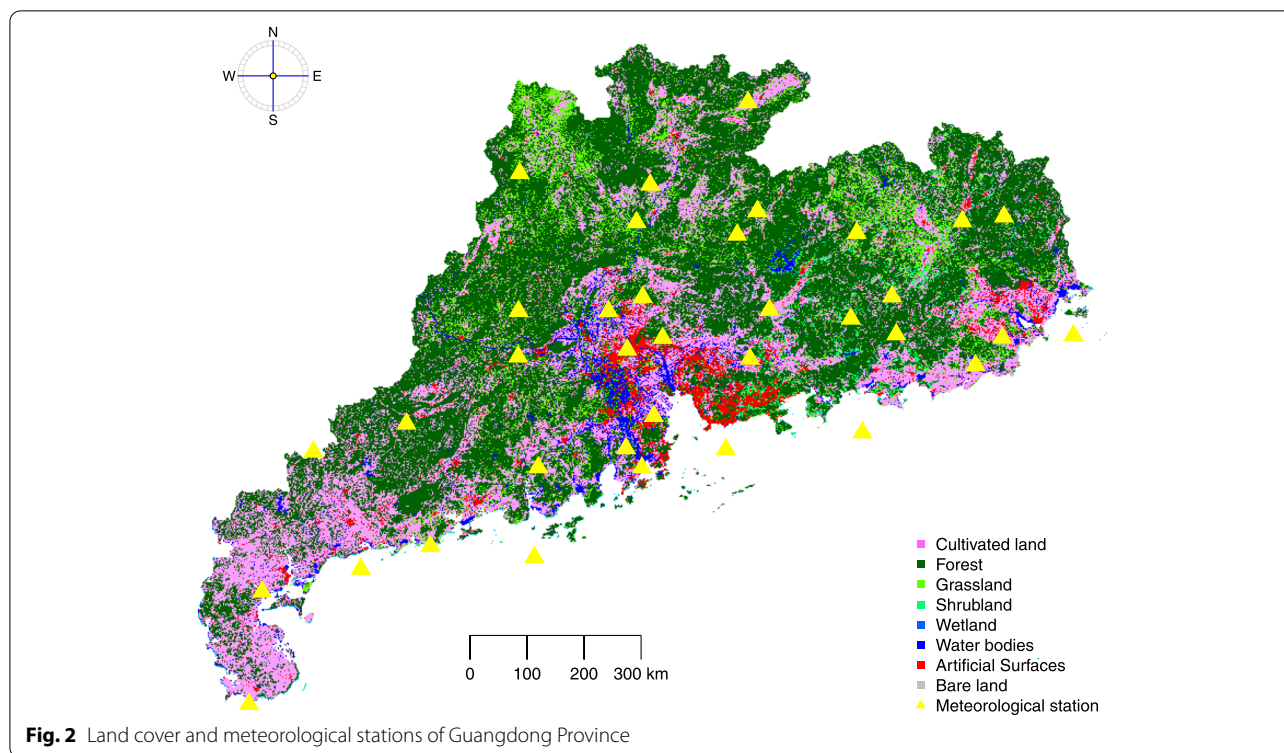 N
W E
S
Cultivated land
Forest
Grassland
Shrubland
Wetland
Water bodies
Artificial Surfaces
Bare land
Meteorological station
0 100 200 300 km
Fig. 2 Land cover and meteorological stations of Guangdong Province